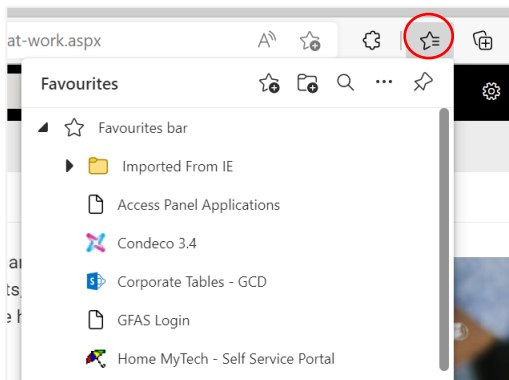 at-work.aspx
Favourites
Favourites bar
Imported From IE
Access Panel Applications
Condeco 3.4
Corporate Tables - GCD
GFAS Login
Home MyTech - Self Service Portal